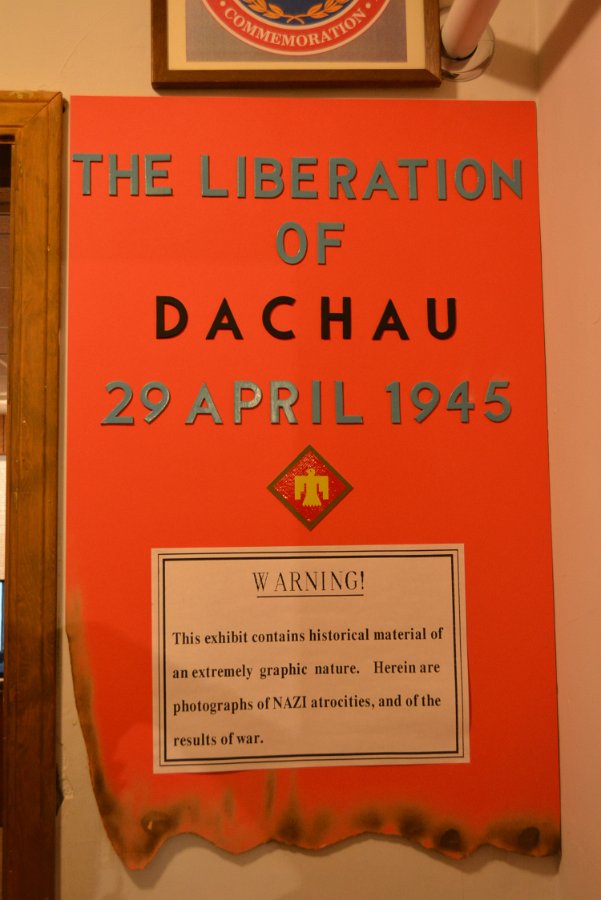 COMMEMORATION
THE LIBERATION
OF
DACHAU
29 APRIL 1945
WARNING!
This exhibit contains historical material of
an extremely graphic nature. Herein are
photographs of NAZI atrocities, and of the
results of war.